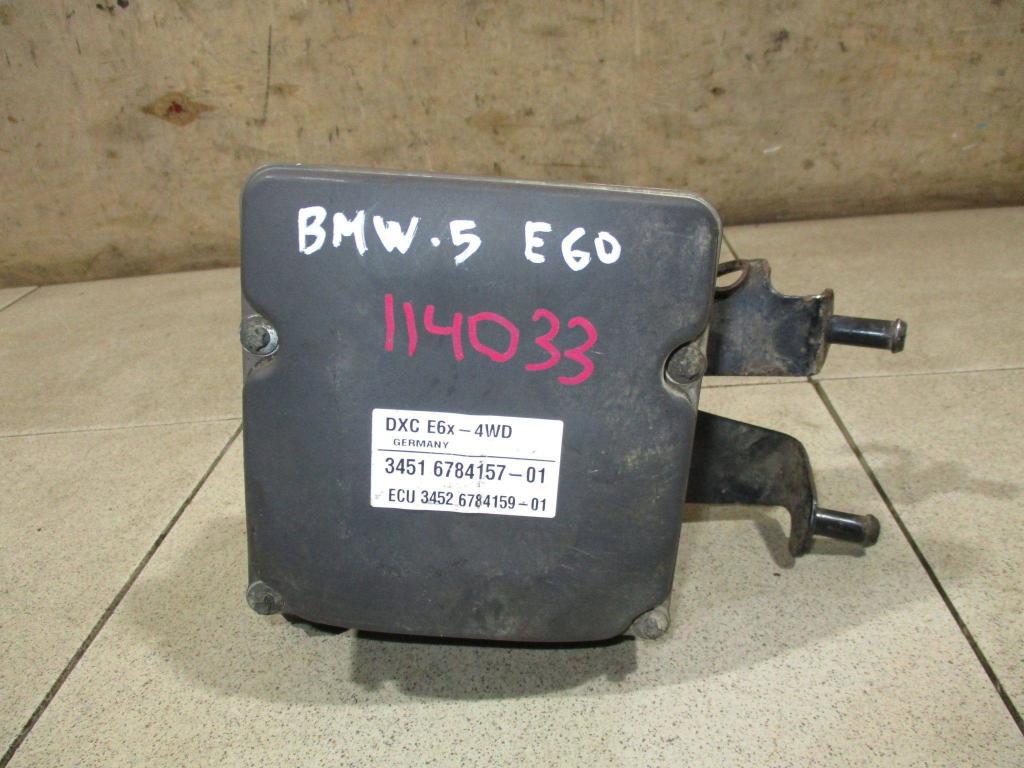 BMW.5 E60
114033
DXC E6x-4WD
GERMANY
3451 6784157-01
ECU 3452 6784159-01